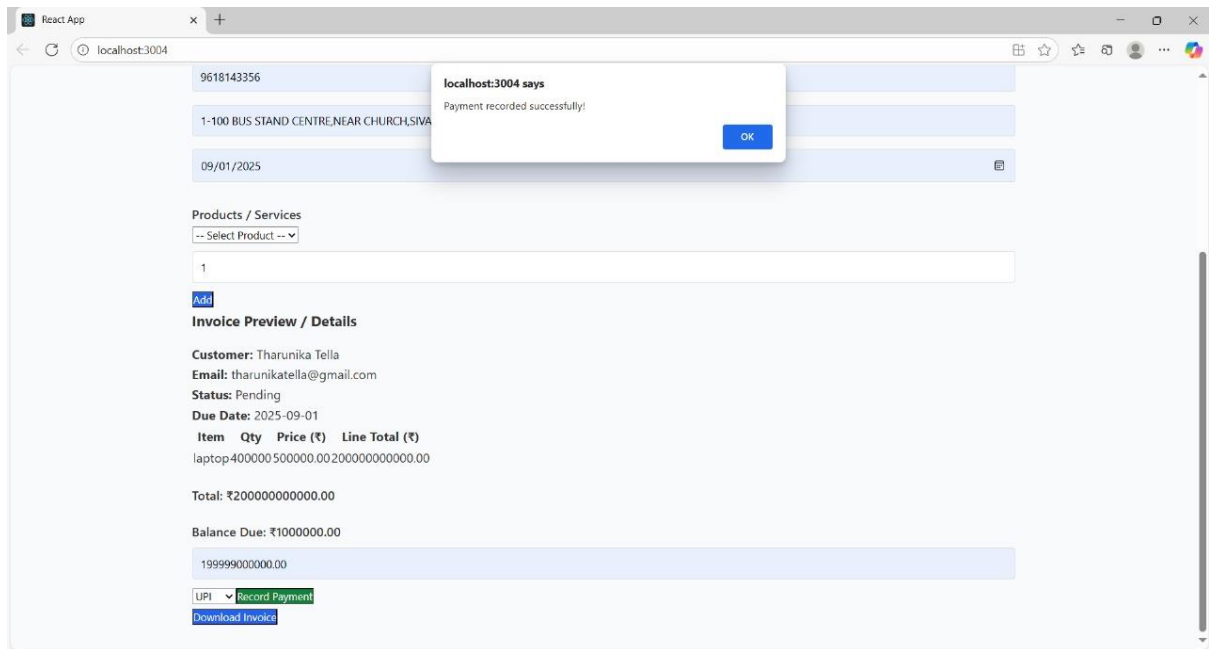 React App
localhost:3004
localhost:3004 says
Payment recorded successfully!
OK
9618143356
1-100 BUS STAND CENTRE,NEAR CHURCH,SIVA
09/01/2025
Products / Services
-- Select Product --
1
Add
Invoice Preview / Details
Customer: Tharunika Tella
Email: tharunikatella@gmail.com
Status: Pending
Due Date: 2025-09-01
Item Qty Price (₹) Line Total (₹)
laptop 400000 500000.00 200000000000.00
Total: ₹200000000000.00
Balance Due: ₹1000000.00
199999000000.00
UPI Record Payment
Download Invoice